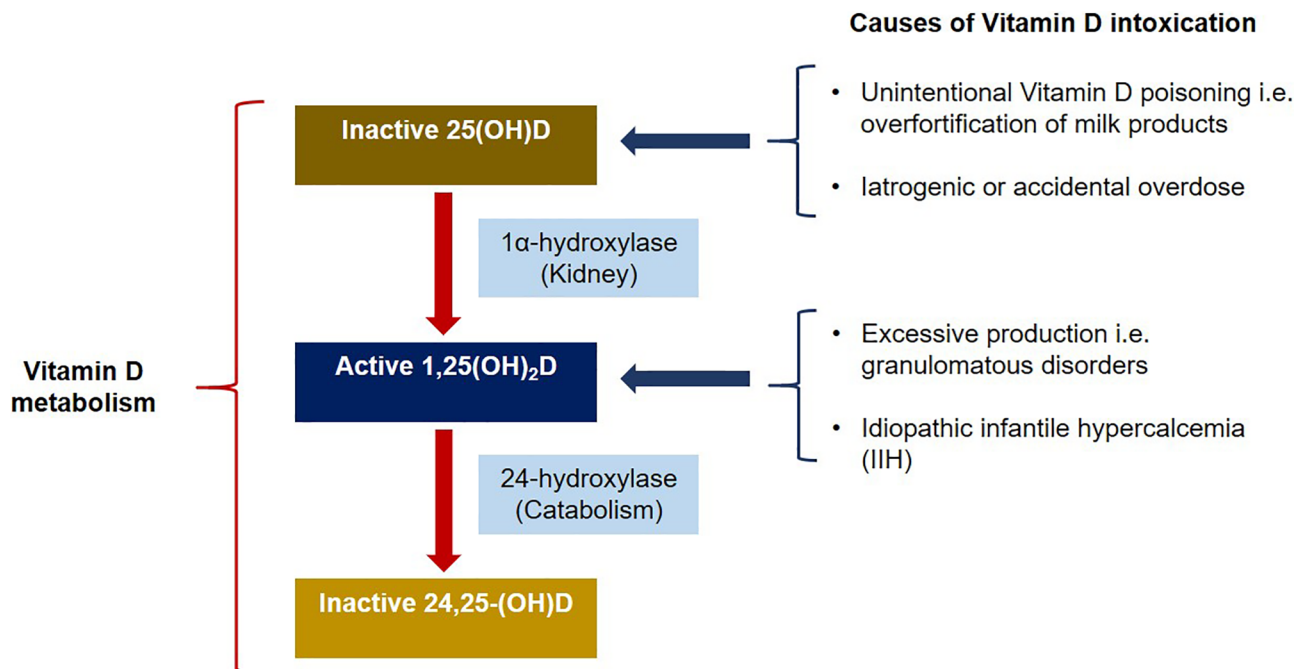 Causes of Vitamin D intoxication
Inactive 25(OH)D
• Unintentional Vitamin D poisoning i.e.
overfortification of milk products
• Iatrogenic or accidental overdose
1α-hydroxylase
(Kidney)
Vitamin D
metabolism
Active 1,25(OH)₂D
• Excessive production i.e.
granulomatous disorders
• Idiopathic infantile hypercalcemia
(IIH)
24-hydroxylase
(Catabolism)
Inactive 24,25-(OH)D